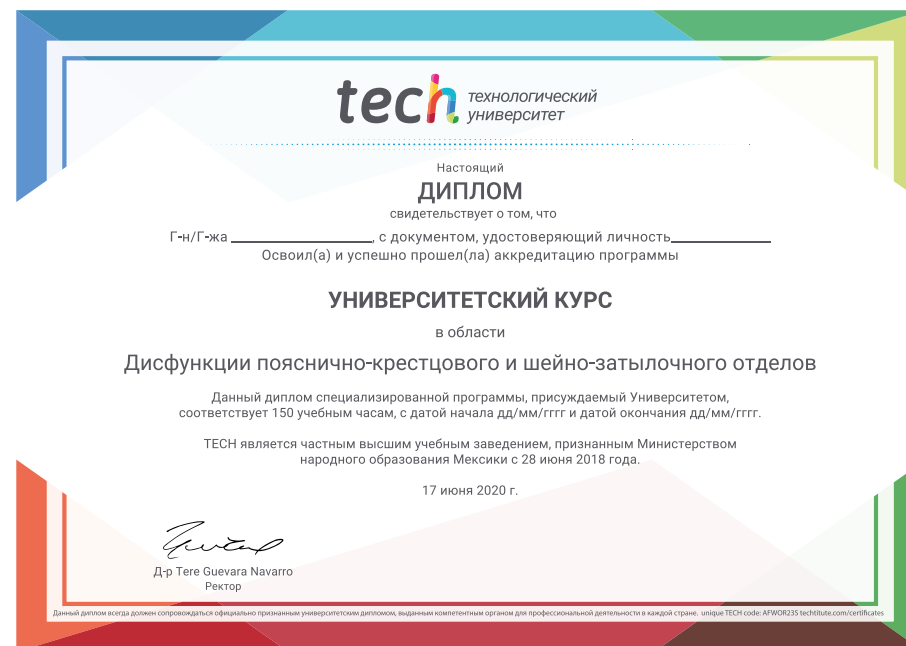 tech технологический
университет
Настоящий
ДИПЛОМ
свидетельствует о том, что
Г-н/Г-жа ____________________, с документом, удостоверяющий личность______________
Освоил(а) и успешно прошел(ла) аккредитацию программы
УНИВЕРСИТЕТСКИЙ КУРС
в области
Дисфункции пояснично-крестцового и шейно-затылочного отделов
Данный диплом специализированной программы, присуждаемый Университетом,
соответствует 150 учебным часам, с датой начала дд/мм/гггг и датой окончания дд/мм/гггг.
TECH является частным высшим учебным заведением, признанным Министерством
народного образования Мексики с 28 июня 2018 года.
17 июня 2020 г.
Д-р Tere Guevara Navarro
Ректор
Данный диплом всегда должен сопровождаться официально признанным университетским дипломом, выданным компетентным органом для профессиональной деятельности в каждой стране. unique TECH code: AFWOR23S techtitute.com/certificates